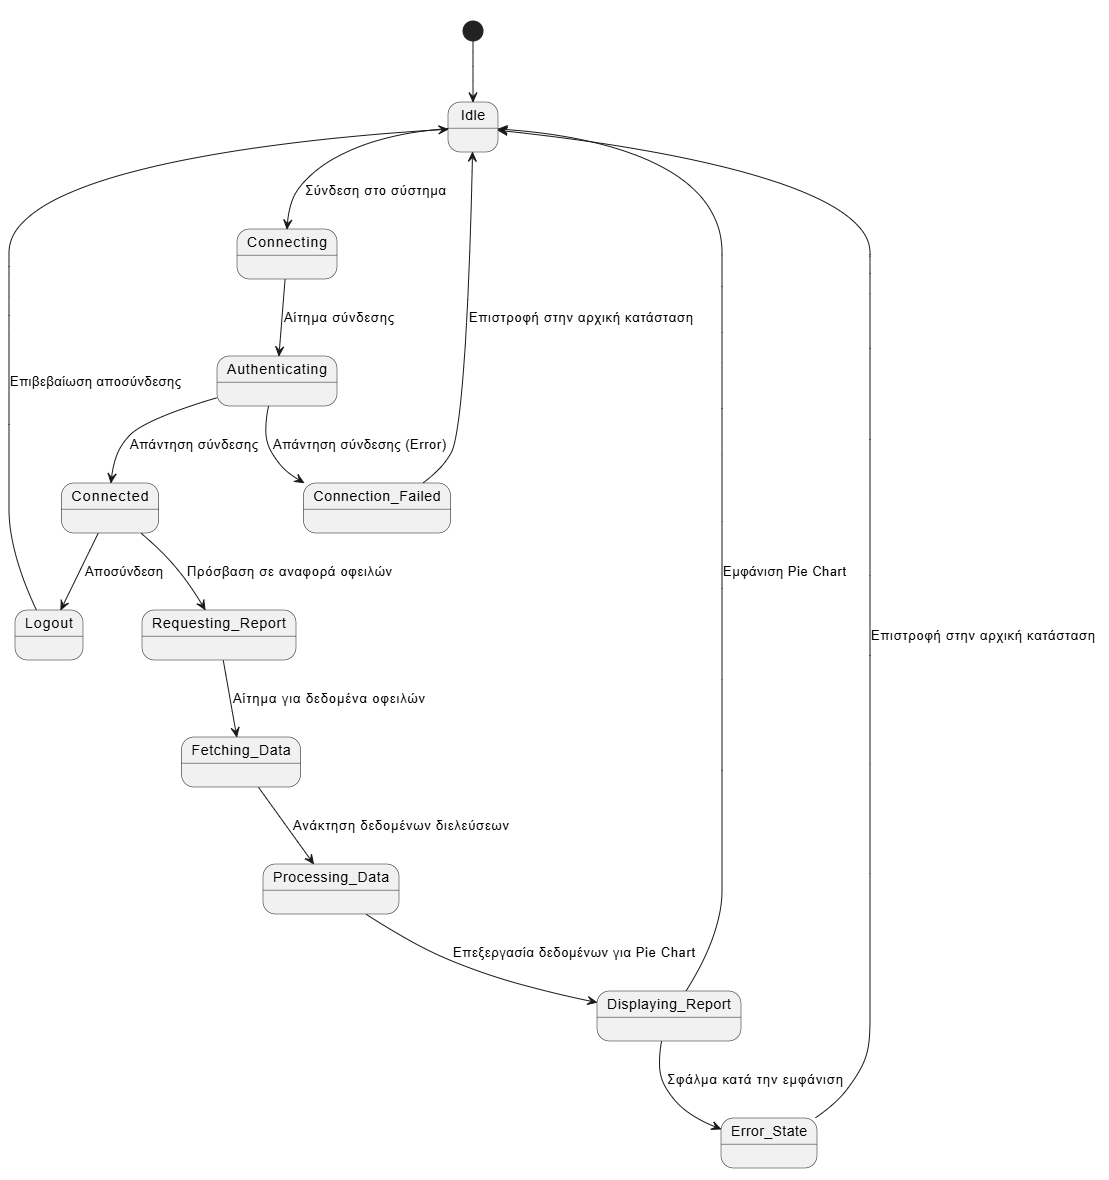 Idle
Σύνδεση στο σύστημα
Connecting
Αίτημα σύνδεσης
Επιστροφή στην αρχική κατάσταση
Authenticating
Επιβεβαίωση αποσύνδεσης
Απάντηση σύνδεσης
Απάντηση σύνδεσης (Error)
Connected
Connection_Failed
Αποσύνδεση
Πρόσβαση σε αναφορά οφειλών
Εμφάνιση Pie Chart
Logout
Requesting_Report
Επιστροφή στην αρχική κατάσταση
Αίτημα για δεδομένα οφειλών
Fetching_Data
Ανάκτηση δεδομένων διελεύσεων
Processing_Data
Επεξεργασία δεδομένων για Pie Chart
Displaying_Report
Σφάλμα κατά την εμφάνιση
Error_State